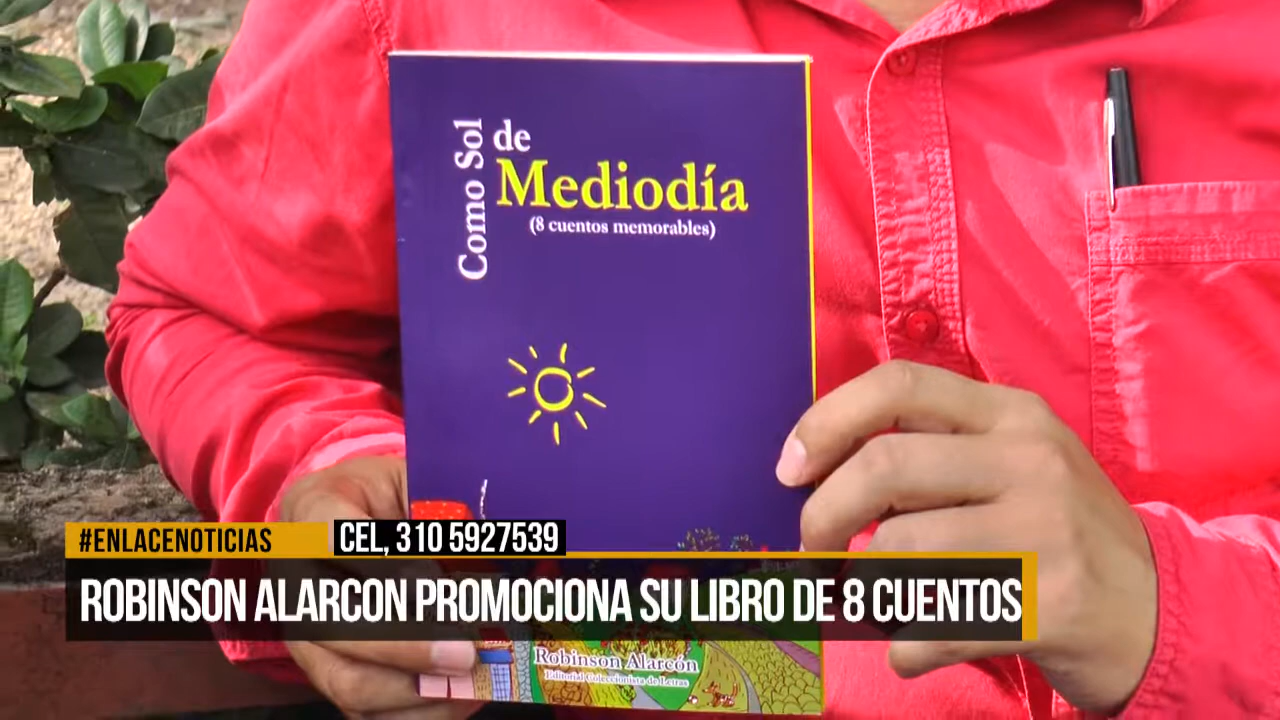 Como Sol
de
Mediodía
(8 cuentos memorables)
#ENLACENOTICIAS
CEL, 310 5927539
ROBINSON ALARCON PROMOCIONA SU LIBRO DE 8 CUENTOS
Robinson Alarcón
Editorial Coleccionista de Letras